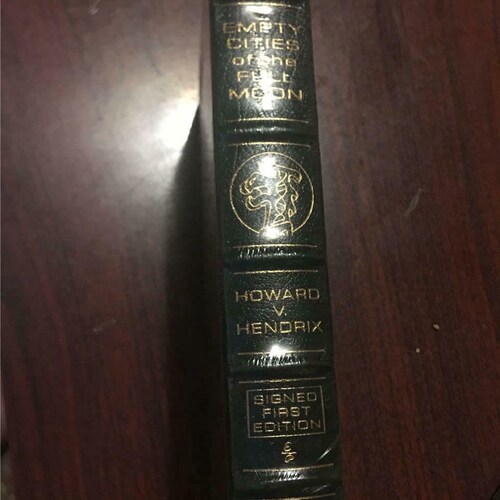 EMPTY
CITIES
of the
FULL
MOON
HOWARD
V.
HENDRIX
SIGNED
FIRST
EDITION